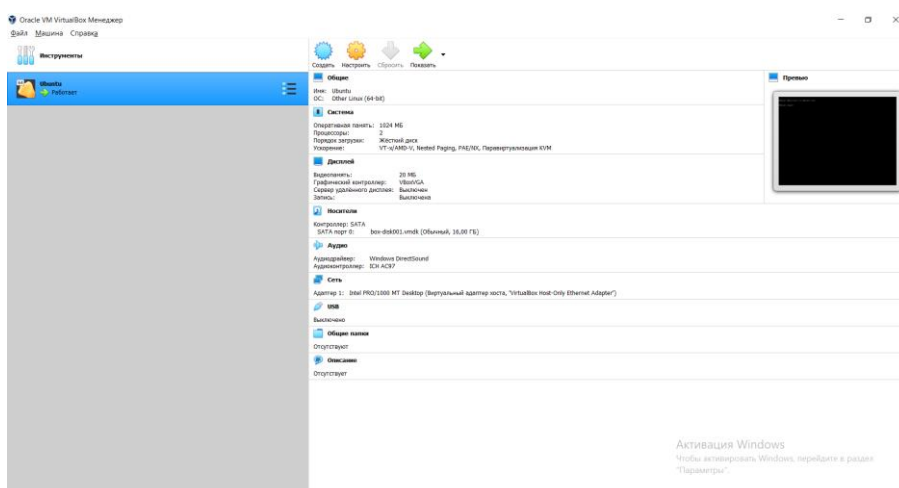 Oracle VM VirtualBox Менеджер
Файл Машина Справка
Инструменты
Создать Настроить Сбросить Показать
Ubuntu
Работает
Общие
Имя: Ubuntu
ОС: Other Linux (64-bit)
Система
Оперативная память: 1024 МБ
Процессоры: 2
Порядок загрузки: Жёсткий диск
Ускорение: VT-x/AMD-V, Nested Paging, PAE/NX, Паравиртуализация KVM
Превью
Дисплей
Видеопамять: 20 МБ
Графический контроллер: VBoxVGA
Сервер удалённого дисплея: Выключен
Запись: Выключена
Носители
Контроллер: SATA
SATA порт 0: box-disk001.vmdk (Обычный, 16,00 ГБ)
Аудио
Аудиодрайвер: Windows DirectSound
Аудиоконтроллер: ICH AC97
Сеть
Адаптер 1: Intel PRO/1000 MT Desktop (Виртуальный адаптер хоста, "VirtualBox Host-Only Ethernet Adapter")
USB
Выключено
Общие папки
Отсутствуют
Описание
Отсутствует
Активация Windows
Чтобы активировать Windows, перейдите в раздел
"Параметры".